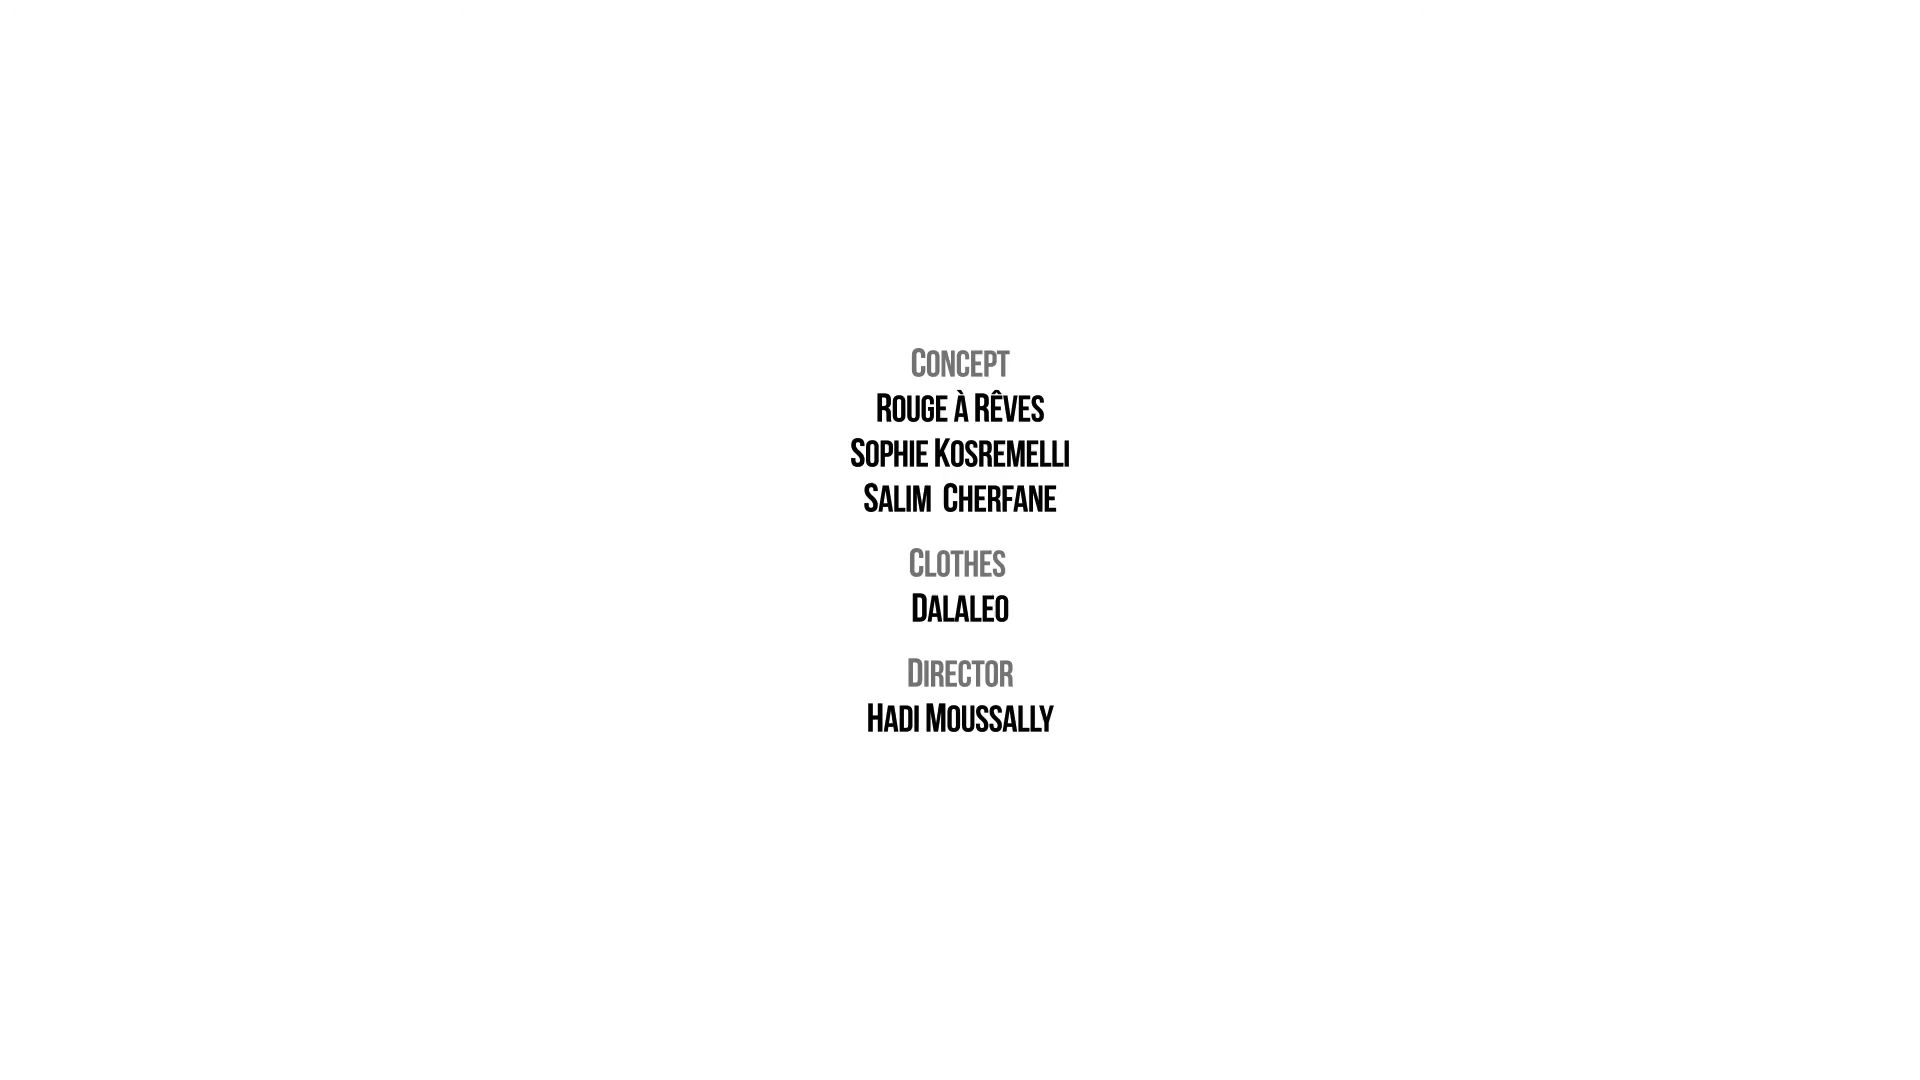 Concept
Rouge à Rêves
Sophie Kosremelli
Salim Cherfane
Clothes
Dalaleo
Director
Hadi Moussally